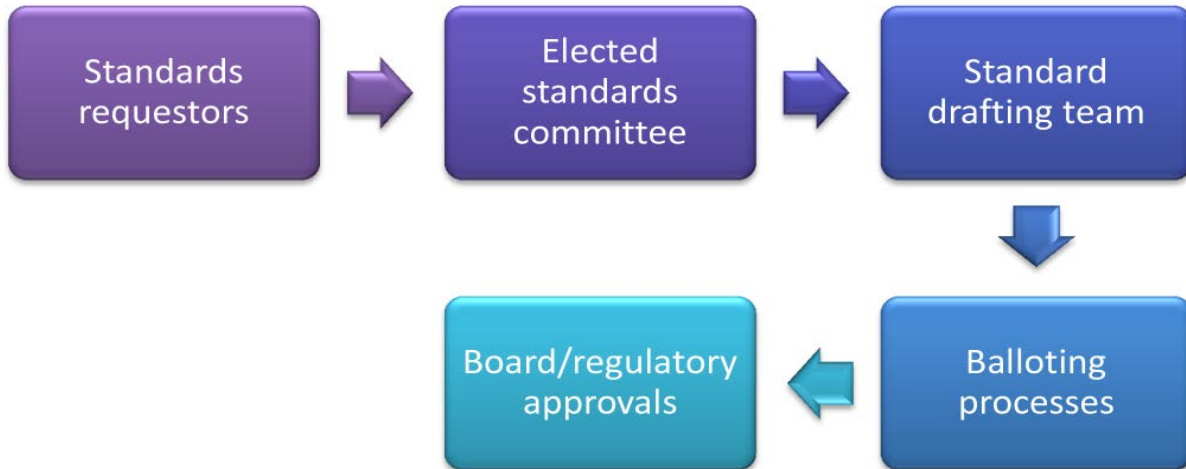 Standards
requestors
Elected
standards
committee
Standard
drafting team
Balloting
processes
Board/regulatory
approvals